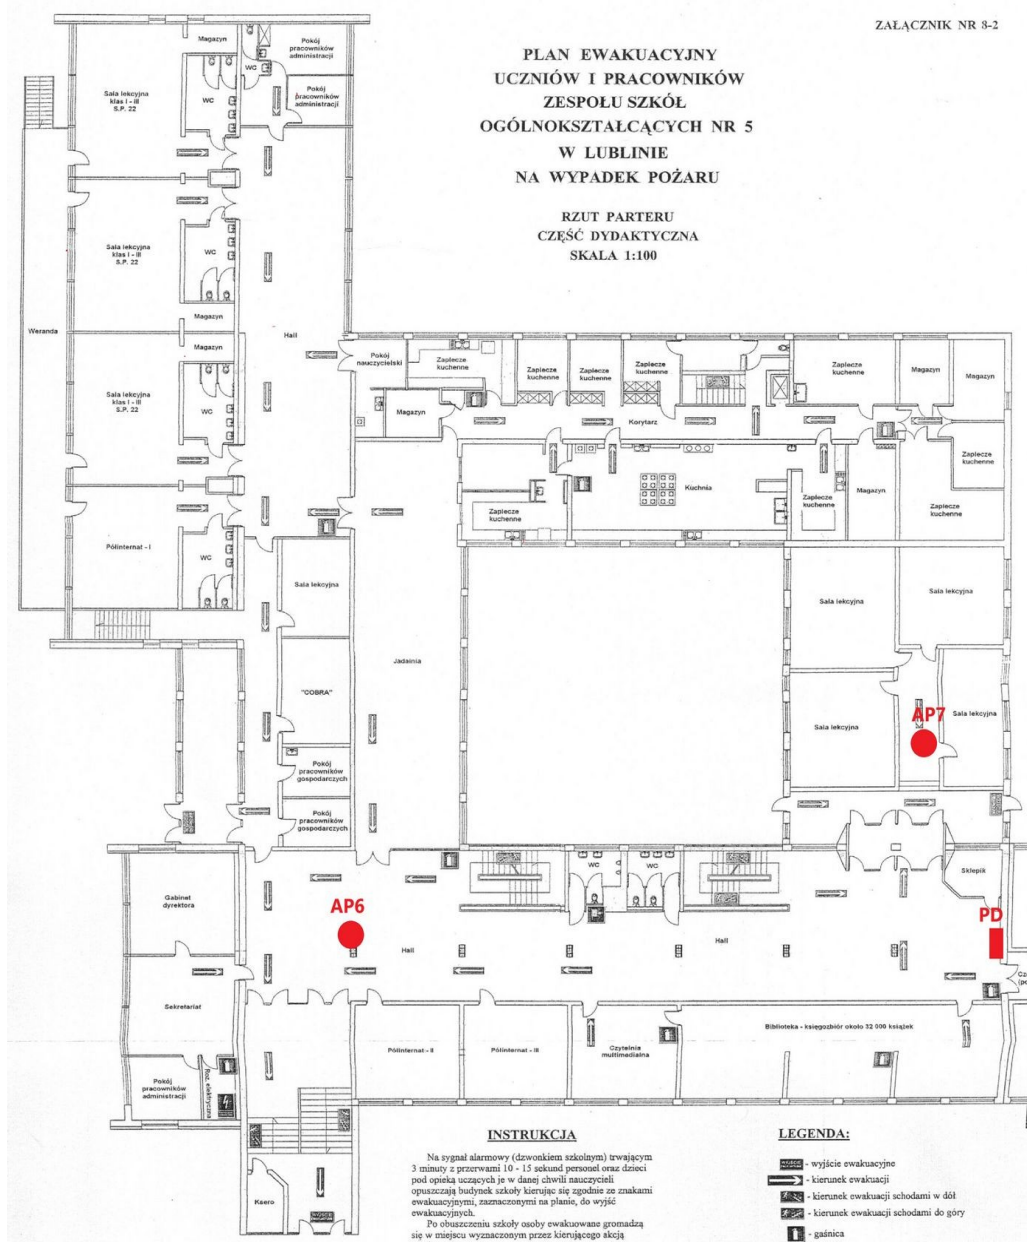 ZAŁĄCZNIK NR 8-2
PLAN EWAKUACYJNY
UCZNIÓW I PRACOWNIKÓW
ZESPOŁU SZKÓŁ
OGÓLNOKSZTAŁCĄCYCH NR 5
W LUBLINIE
NA WYPADEK POŻARU
RZUT PARTERU
CZĘŚĆ DYDAKTYCZNA
SKALA 1:100
Magazyn
Pokój
pracowników
administracji
WC
Pokój
pracowników
administracji
Sala lekcyjna
klas I - III
S.P. 22
WC
Sala lekcyjna
klas I - III
S.P. 22
WC
Magazyn
Weranda
Hall
Magazyn
Sala lekcyjna
klas I - III
S.P. 22
WC
Pokój
nauczycielski
Zaplecze
kuchenne
Zaplecze
kuchenne
Zaplecze
kuchenne
Zaplecze
kuchenne
Zaplecze
kuchenne
Magazyn
Magazyn
Magazyn
Korytarz
Zaplecze
kuchenne
Kuchnia
Zaplecze
kuchenne
Magazyn
Zaplecze
kuchenne
Zaplecze
kuchenne
Półinternat - I
WC
Sala lekcyjna
Sala lekcyjna
Sala lekcyjna
Jadalnia
"COBRA"
Sala lekcyjna
AP7
Sala lekcyjna
Pokój
pracowników
gospodarczych
Pokój
pracowników
gospodarczych
WC
WC
Sklepik
Gabinet
dyrektora
AP6
PD
Hall
Hall
Sekretariat
Półinternat - II
Półinternat - III
Czytelnia
multimedialna
Biblioteka - księgozbiór około 32 000 książek
Pokój
pracowników
administracji
Roz. elektryczna
Ksero
INSTRUKCJA
Na sygnał alarmowy (dzwonkiem szkolnym) trwającym
3 minuty z przerwami 10 - 15 sekund personel oraz dzieci
pod opieką uczących je w danej chwili nauczycieli
opuszczają budynek szkoły kierując się zgodnie ze znakami
ewakuacyjnymi, zaznaczonymi na planie, do wyjść
ewakuacyjnych.
Po obuszczeniu szkoły osoby ewakuowane gromadzą
się w miejscu wyznaczonym przez kierującego akcją
LEGENDA:
- wyjście ewakuacyjne
- kierunek ewakuacji
- kierunek ewakuacji schodami w dół
- kierunek ewakuacji schodami do góry
- gaśnica